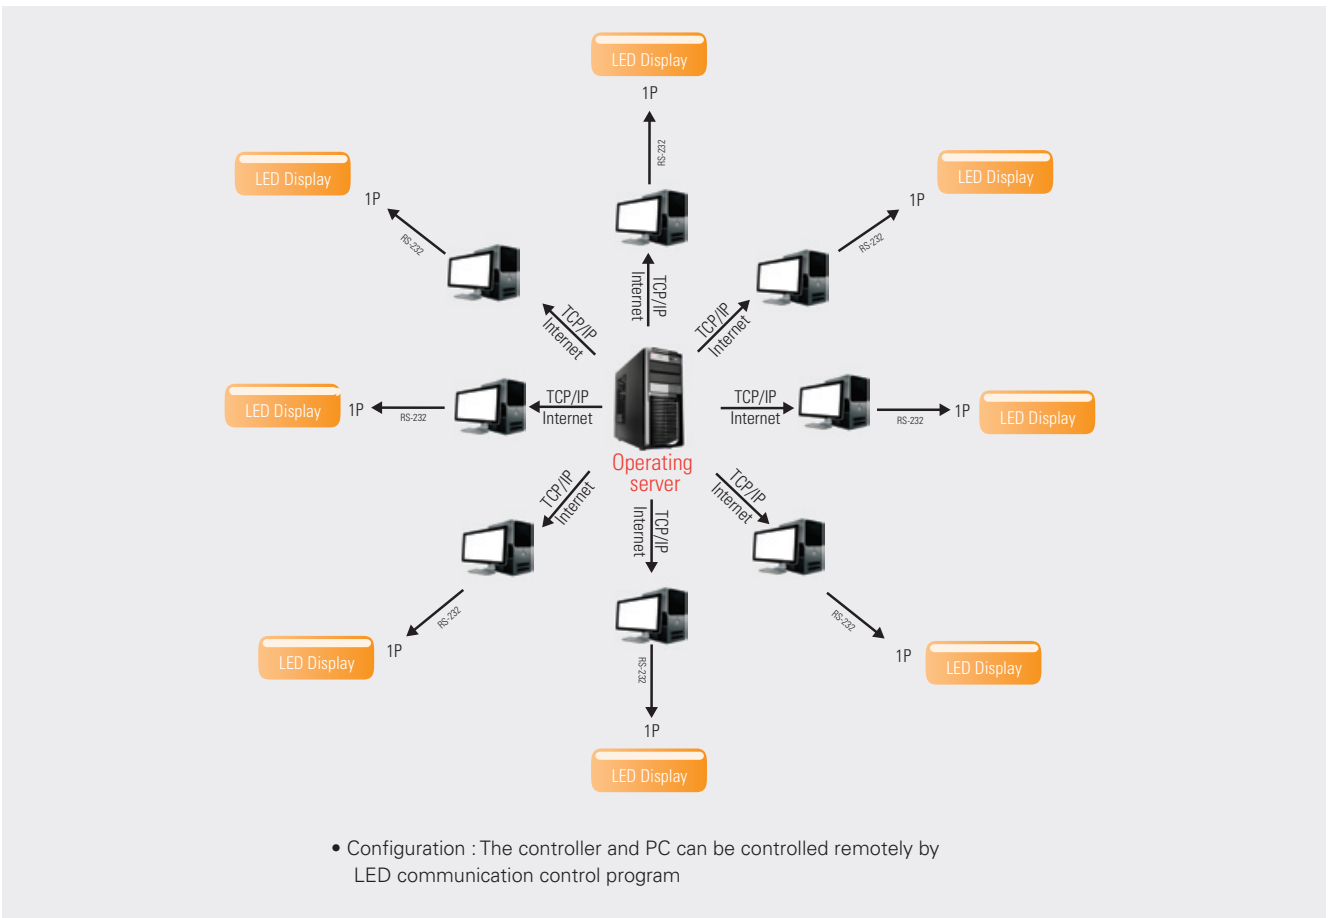 LED Display
1P
RS-232
LED Display
1P
RS-232
LED Display
1P
RS-232
TCP/IP
Internet
TCP/IP
Internet
TCP/IP
Internet
LED Display
1P
RS-232
TCP/IP
Internet
TCP/IP
Internet
RS-232
1P
LED Display
Operating
server
TCP/IP
Internet
TCP/IP
Internet
TCP/IP
Internet
RS-232
1P
LED Display
RS-232
1P
LED Display
RS-232
1P
LED Display
• Configuration : The controller and PC can be controlled remotely by
LED communication control program